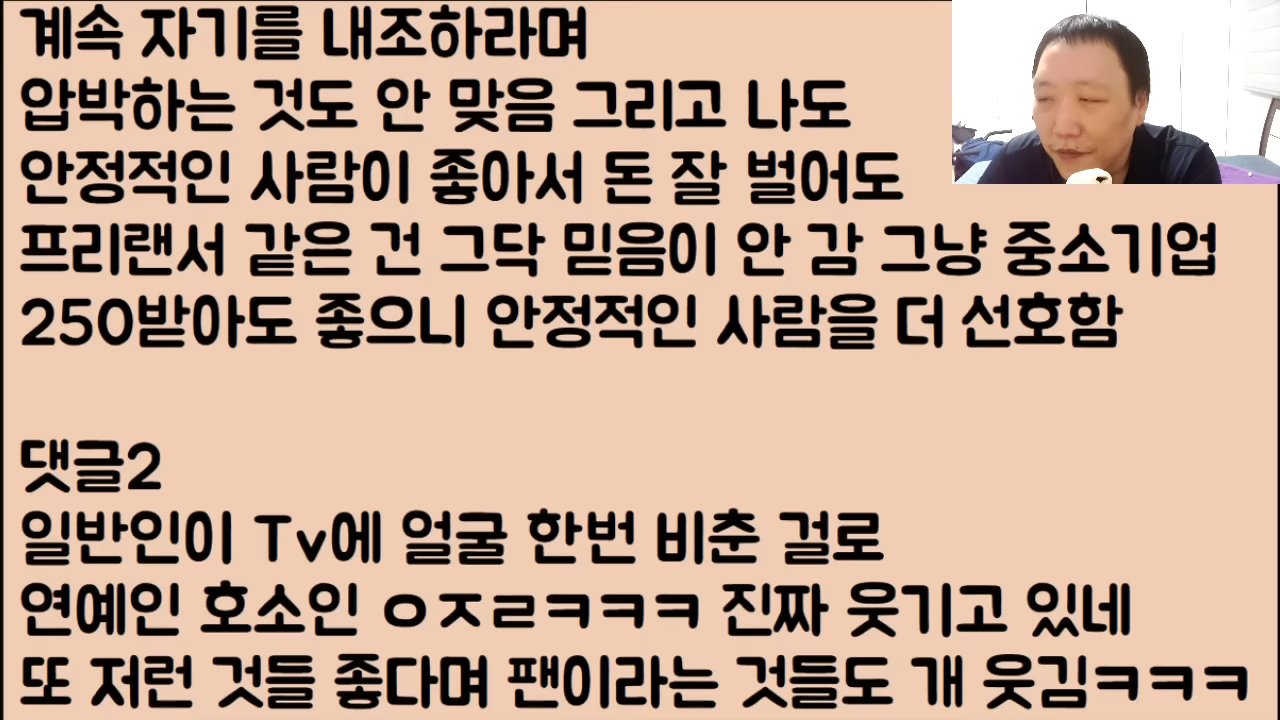 계속 자기를 내조하라며
압박하는 것도 안 맞음 그리고 나도
안정적인 사람이 좋아서 돈 잘 벌어도
프리랜서 같은 건 그닥 믿음이 안 감 그냥 중소기업
250받아도 좋으니 안정적인 사람을 더 선호함
댓글2
일반인이 Tv에 얼굴 한번 비춘 걸로
연예인 호소인 ㅇㅈㄹㅋㅋㅋ 진짜 웃기고 있네
또 저런 것들 좋다며 팬이라는 것들도 개 웃김ㅋㅋㅋ